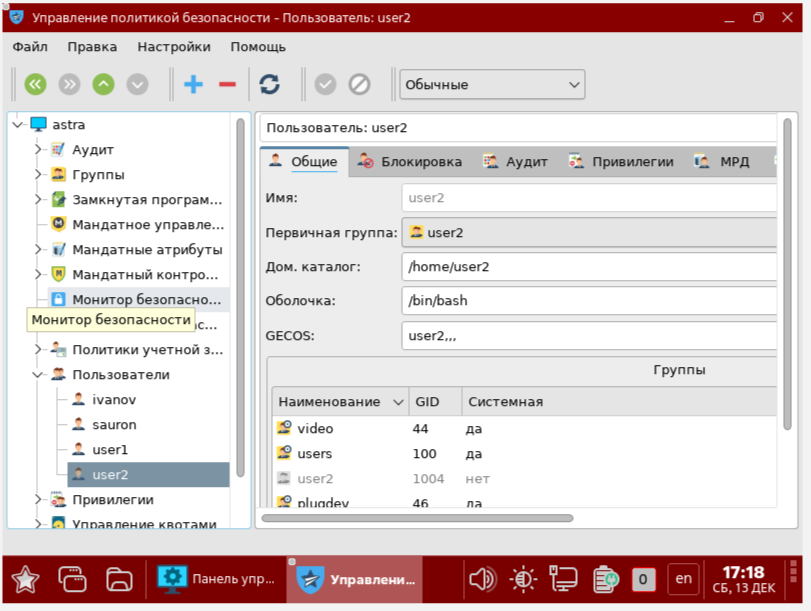 Управление политикой безопасности - Пользователь: user2
Файл Правка Настройки Помощь
Обычные
astra
Аудит
Группы
Замкнутая програм...
Мандатное управле...
Мандатные атрибуты
Мандатный контро...
Монитор безопасно...
Монитор безопасности
с...
Политики учетной з...
Пользователи
ivanov
sauron
user1
user2
Привилегии
Управление квотами
Пользователь: user2
Общие Блокировка Аудит Привилегии МРД
Имя: user2
Первичная группа: user2
Дом. каталог: /home/user2
Оболочка: /bin/bash
GECOS: user2,,,
Группы
Наименование GID Системная
video 44 да
users 100 да
user2 1004 нет
plugdev 46 да
Панель упр...
Управлени...
0
en
17:18
СБ, 13 ДЕК